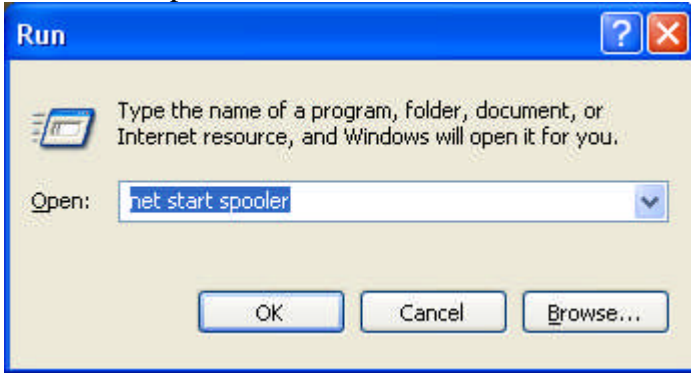 Run
Type the name of a program, folder, document, or
Internet resource, and Windows will open it for you.
Open: net start spooler
OK Cancel Browse...